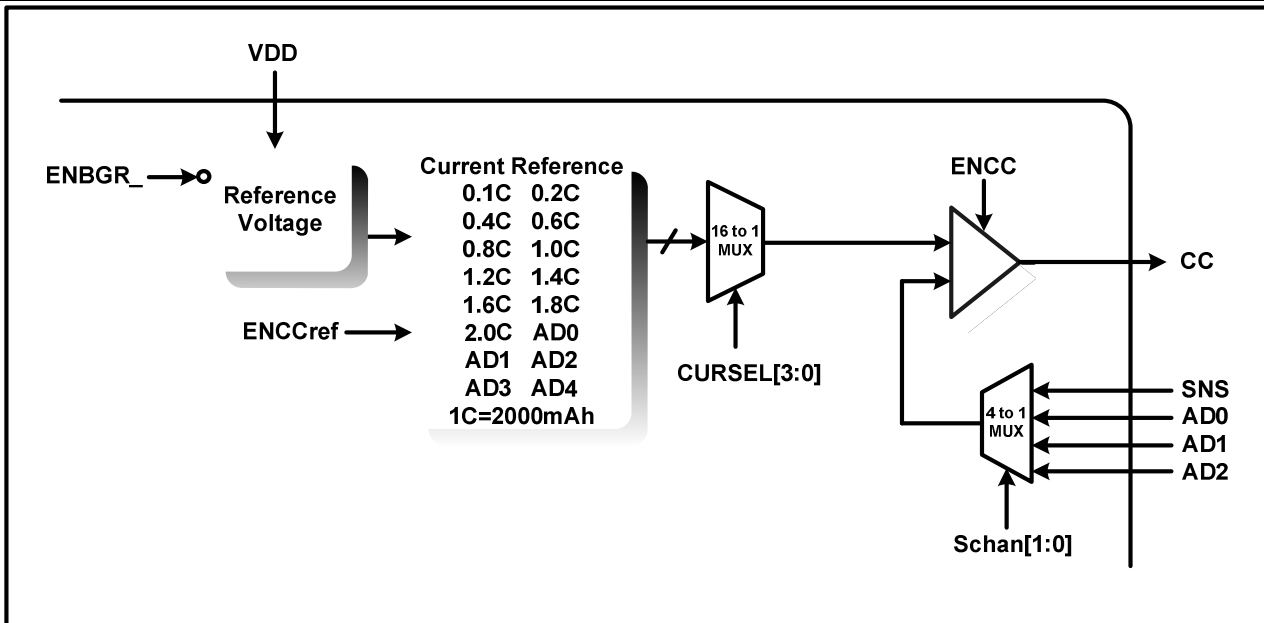 VDD
ENBGR_
Reference
Voltage
ENCCref
Current Reference
0.1C 0.2C
0.4C 0.6C
0.8C 1.0C
1.2C 1.4C
1.6C 1.8C
2.0C AD0
AD1 AD2
AD3 AD4
1C=2000mAh
16 to 1
MUX
CURSEL[3:0]
ENCC
CC
4 to 1
MUX
SNS
AD0
AD1
AD2
Schan[1:0]